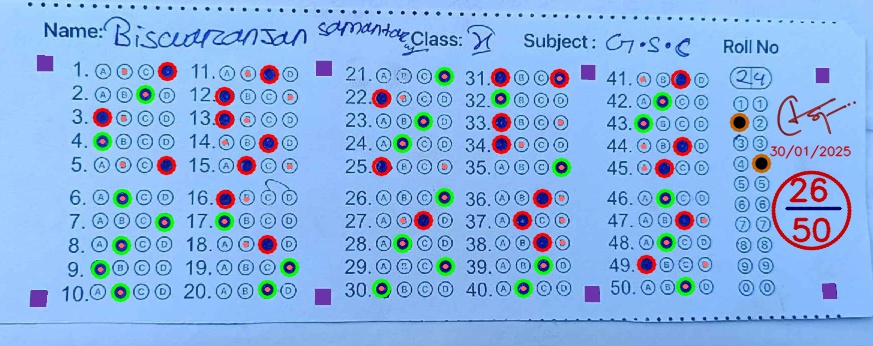 Name: Biswaranjan samantaray Class: X Subject: G.S.C Roll No
1. A B C D 11. A B C D 21. A B C D 31. A B C D 41. A B C D 24
2. A B C D 12. A B C D 22. A B C D 32. A B C D 42. A B C D 1 1
3. A B C D 13. A B C D 23. A B C D 33. A B C D 43. A B C D 2
4. A B C D 14. A B C D 24. A B C D 34. A B C D 44. A B C D 3 3
5. A B C D 15. A B C D 25. A B C D 35. A B C D 45. A B C D 4 30/01/2025
6. A B C D 16. A B C D 26. A B C D 36. A B C D 46. A B C D 5 5
7. A B C D 17. A B C D 27. A B C D 37. A B C D 47. A B C D 6 6
8. A B C D 18. A B C D 28. A B C D 38. A B C D 48. A B C D 7 7
9. A B C D 19. A B C D 29. A B C D 39. A B C D 49. A B C D 8 8
10. A B C D 20. A B C D 30. A B C D 40. A B C D 50. A B C D 9 9
0 0
26
50